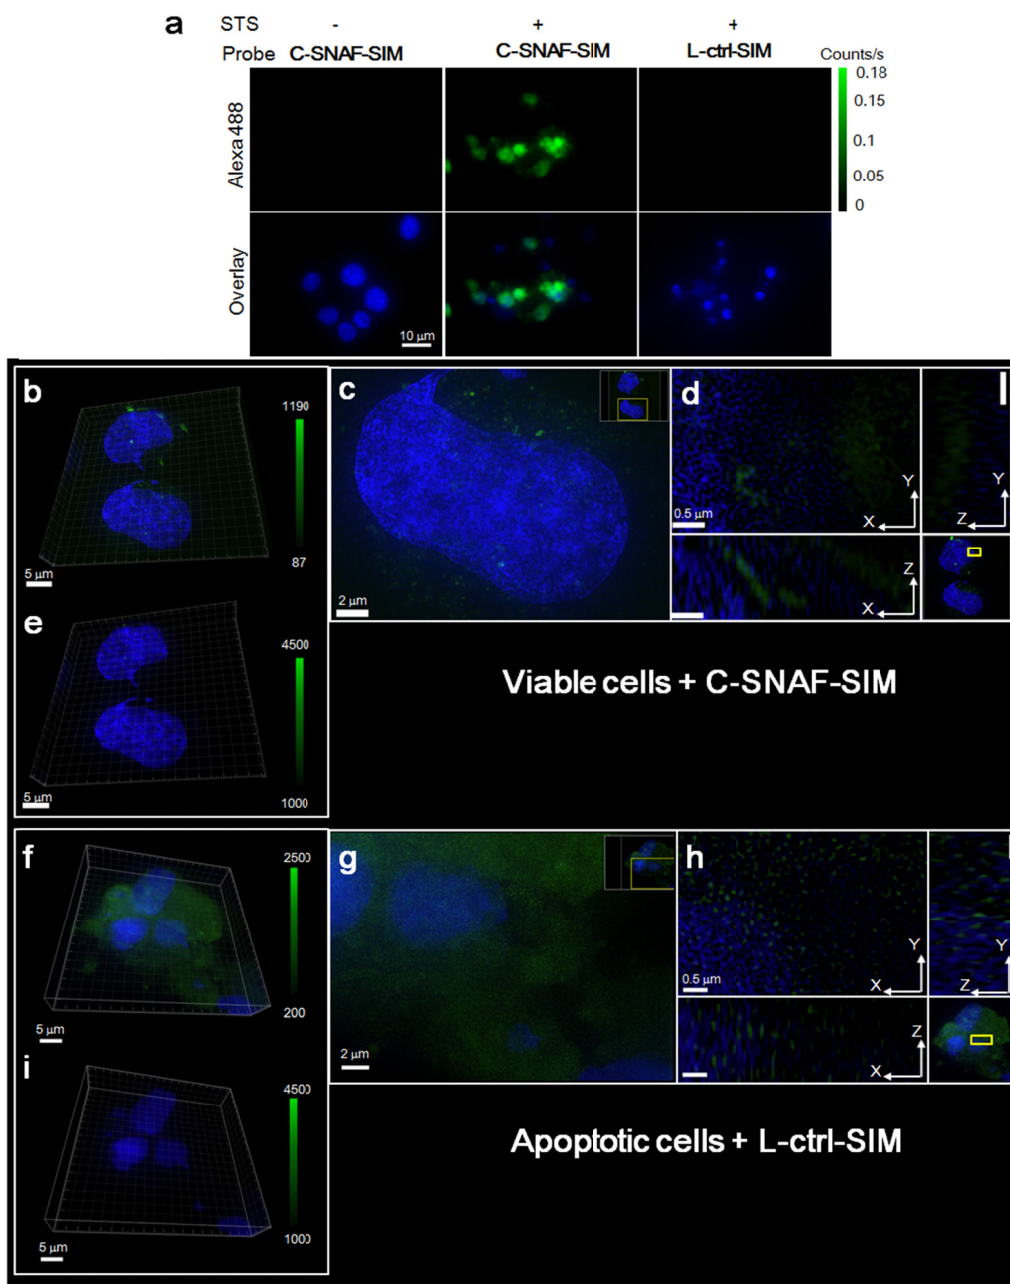 a
STS - + +
Probe C-SNAF-SIM C-SNAF-SIM L-ctrl-SIM Counts/s
Alexa 488
0.18
0.15
0.1
0.05
0
Overlay
10 μm
b
1190
87
5 μm
c
2 μm
d
0.5 μm
Y
X
Y
Z
Z
X
e
4500
1000
5 μm
Viable cells + C-SNAF-SIM
f
2500
200
5 μm
g
2 μm
h
0.5 μm
Y
X
Y
Z
Z
X
i
4500
1000
5 μm
Apoptotic cells + L-ctrl-SIM